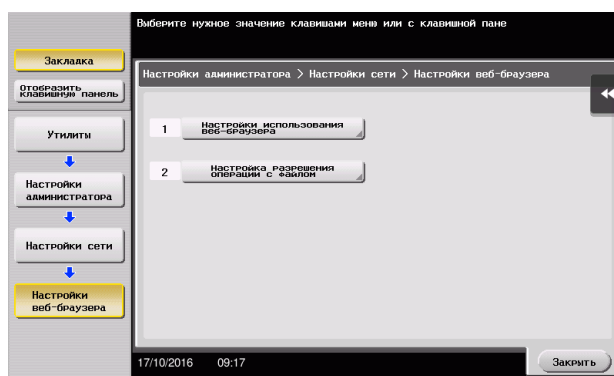 Выберите нужное значение клавишами меню или с клавишной пане
Закладка
Отобразить
клавишную панель
Настройки администратора > Настройки сети > Настройки веб-браузера
Утилиты
1 Настройки использования
веб-браузера
2 Настройка разрешения
операции с файлом
Настройки
администратора
Настройки сети
Настройки
веб-браузера
17/10/2016 09:17
Закрыть